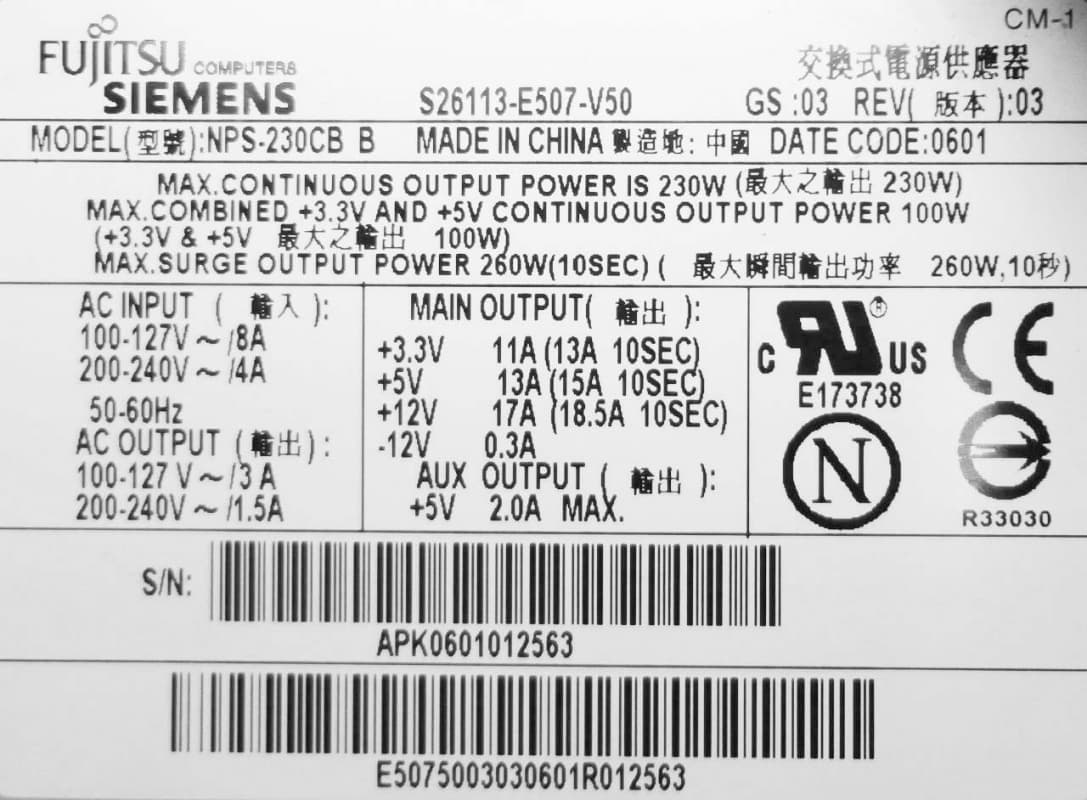 CM-1
FUJITSU COMPUTERS
SIEMENS
交換式電源供應器
S26113-E507-V50 GS :03 REV( 版本 ):03
MODEL(型號):NPS-230CB B MADE IN CHINA 製造地: 中國 DATE CODE:0601
MAX.CONTINUOUS OUTPUT POWER IS 230W (最大之輸出 230W)
MAX.COMBINED +3.3V AND +5V CONTINUOUS OUTPUT POWER 100W
(+3.3V & +5V 最大之輸出 100W)
MAX.SURGE OUTPUT POWER 260W(10SEC) ( 最大瞬間輸出功率 260W,10秒)
AC INPUT ( 輸入 ):
100-127V ~ /8A
200-240V ~ /4A
50-60Hz
AC OUTPUT (輸出):
100-127 V ~ /3 A
200-240V ~ /1.5A
MAIN OUTPUT( 輸出 ):
+3.3V 11A (13A 10SEC)
+5V 13A (15A 10SEC)
+12V 17A (18.5A 10SEC)
-12V 0.3A
AUX OUTPUT ( 輸出 ):
+5V 2.0A MAX.
C RU ® US
E173738
CE
N
R33030
S/N:
APK0601012563
E5075003030601R012563